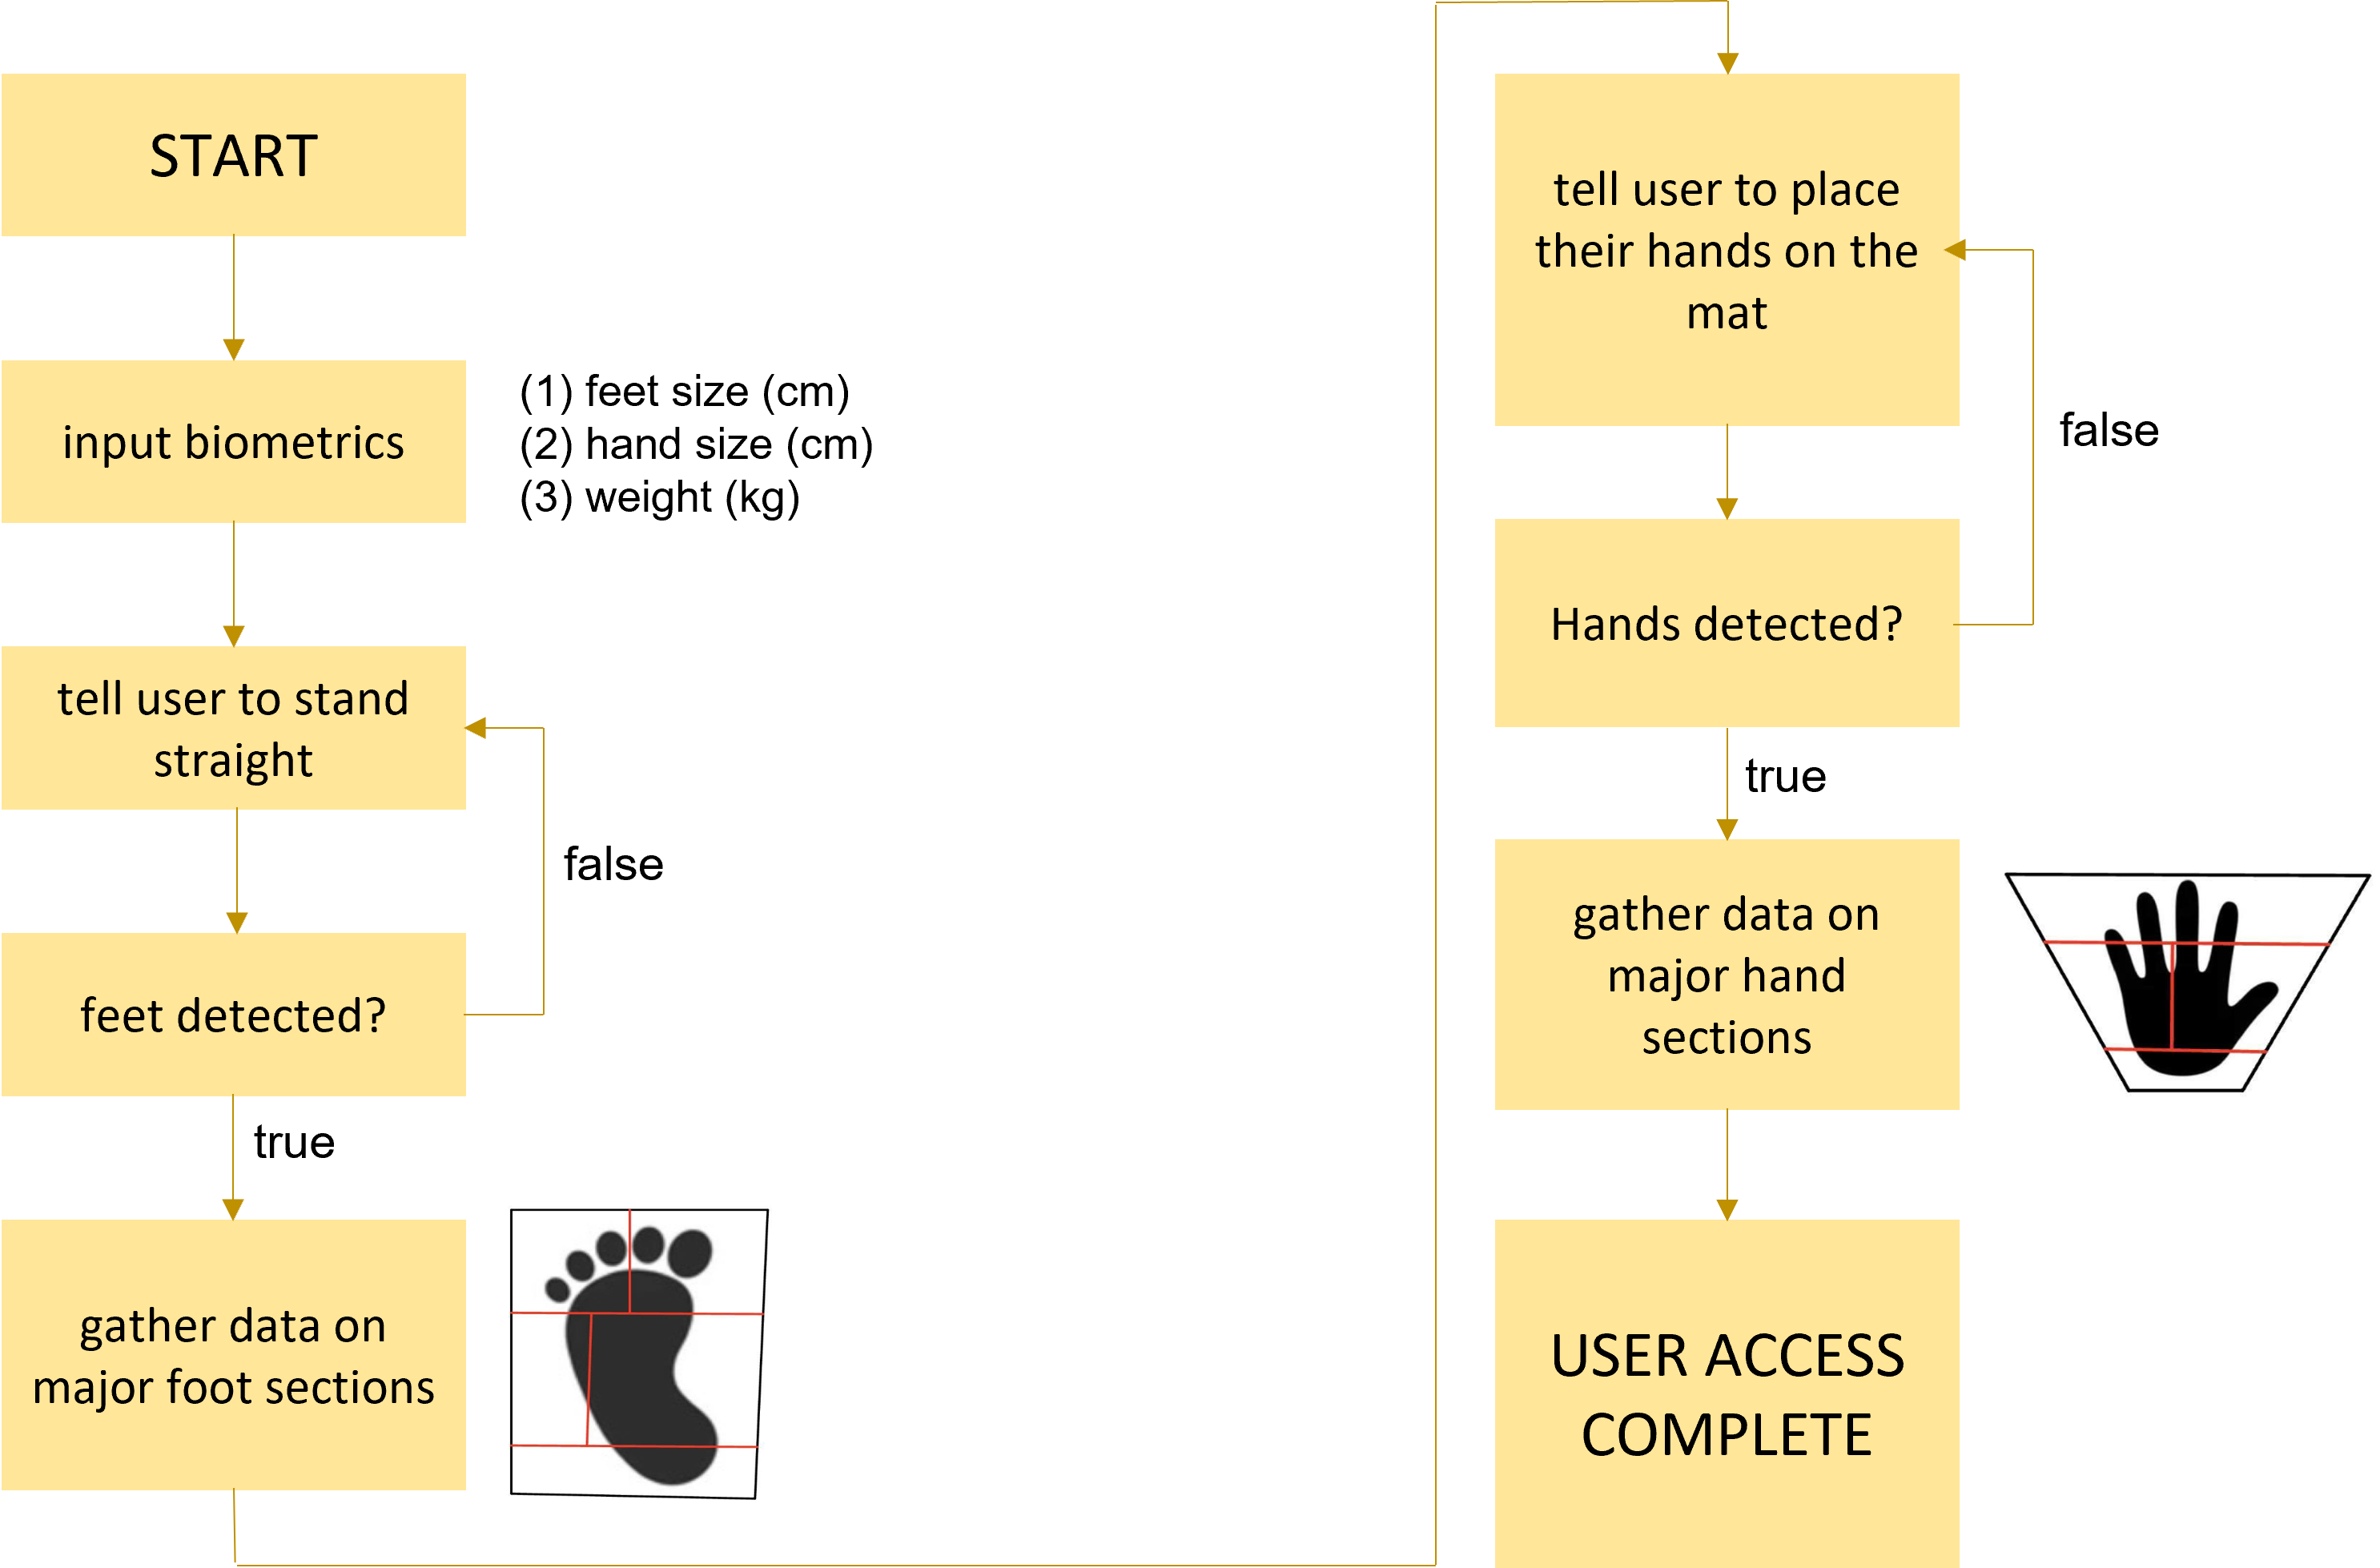 START
input biometrics
(1) feet size (cm)
(2) hand size (cm)
(3) weight (kg)
tell user to stand
straight
false
feet detected?
true
gather data on
major foot sections
tell user to place
their hands on the
mat
false
Hands detected?
true
gather data on
major hand
sections
USER ACCESS
COMPLETE